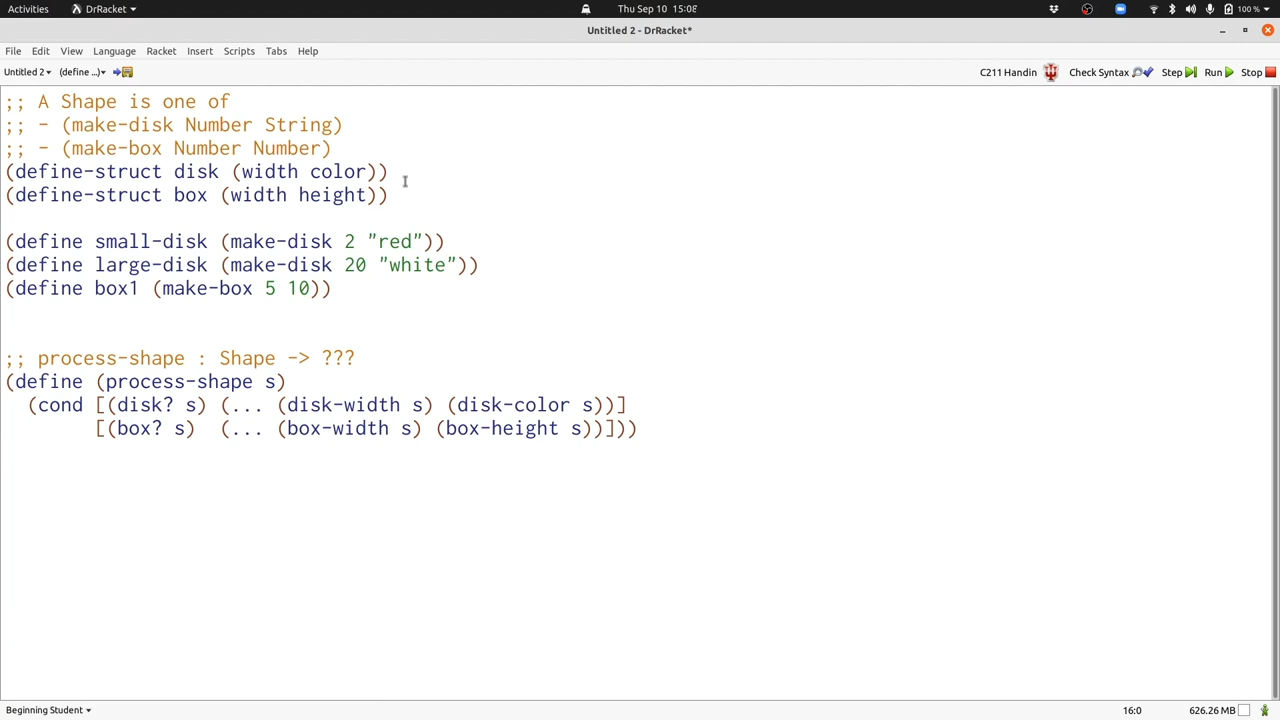 Activities DrRacket Thu Sep 10 15:08 100 %
Untitled 2 - DrRacket*
File Edit View Language Racket Insert Scripts Tabs Help
Untitled 2 (define ...) C211 Handin Check Syntax Step Run Stop
;; A Shape is one of
;; - (make-disk Number String)
;; - (make-box Number Number)
(define-struct disk (width color))
(define-struct box (width height))
(define small-disk (make-disk 2 "red"))
(define large-disk (make-disk 20 "white"))
(define box1 (make-box 5 10))
;; process-shape : Shape -> ???
(define (process-shape s)
(cond [(disk? s) (... (disk-width s) (disk-color s))]
[(box? s) (... (box-width s) (box-height s))]))
Beginning Student 16:0 626.26 MB